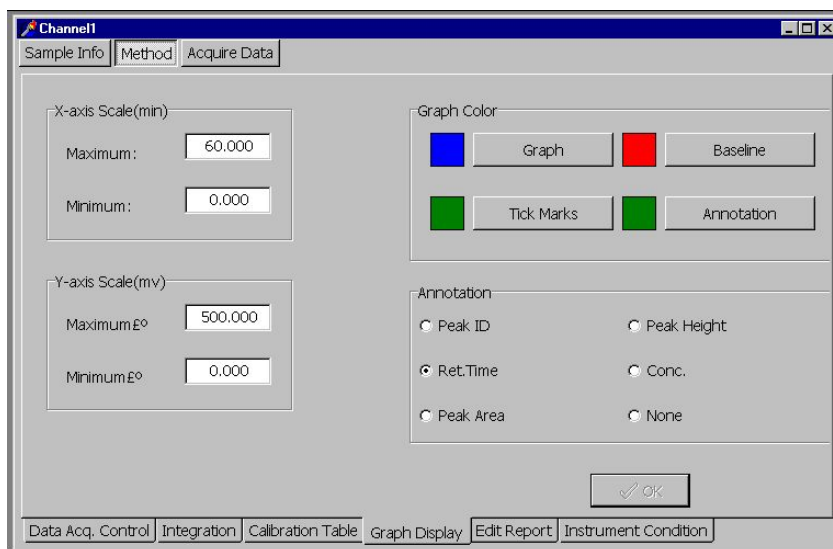 Channel1
Sample Info Method Acquire Data
X-axis Scale(min)
Maximum: 60.000
Minimum: 0.000
Y-axis Scale(mv)
Maximum£º 500.000
Minimum£º 0.000
Graph Color
Graph Baseline
Tick Marks Annotation
Annotation
Peak ID Peak Height
Ret.Time Conc.
Peak Area None
OK
Data Acq. Control Integration Calibration Table Graph Display Edit Report Instrument Condition